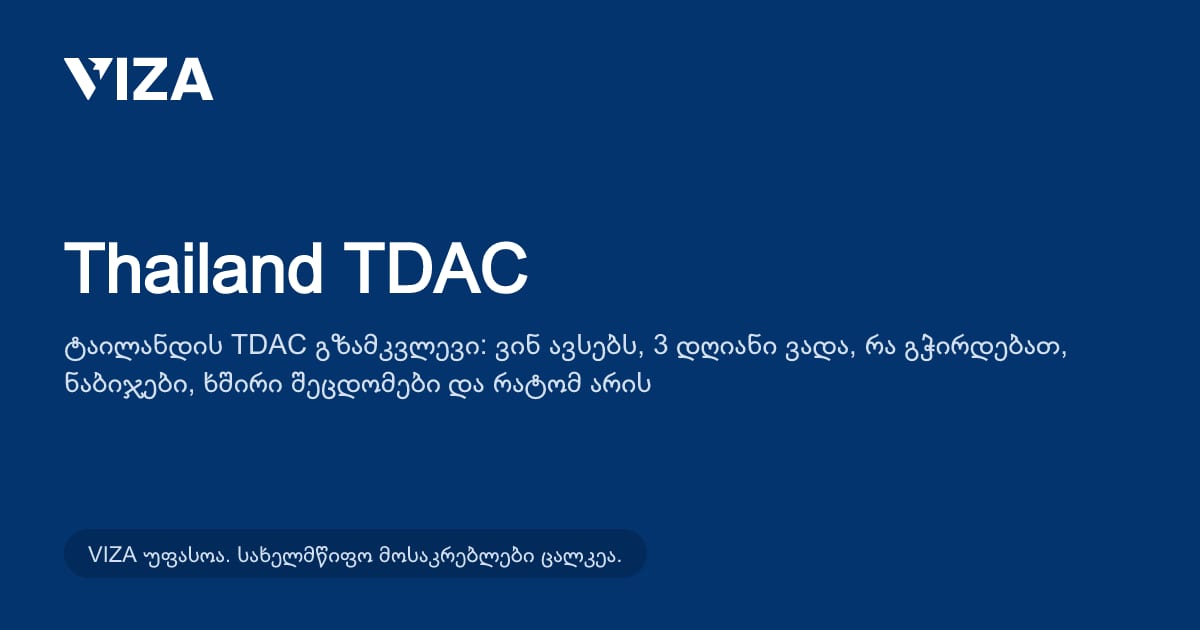 VIZA
Thailand TDAC
ტაილანდის TDAC გზამკვლევი: ვინ ავსებს, 3 დღიანი ვადა, რა გჭირდებათ,
ნაბიჯები, ხშირი შეცდომები და რატომ არის
VIZA უფასოა. სახელმწიფო მოსაკრებლები ცალკეა.